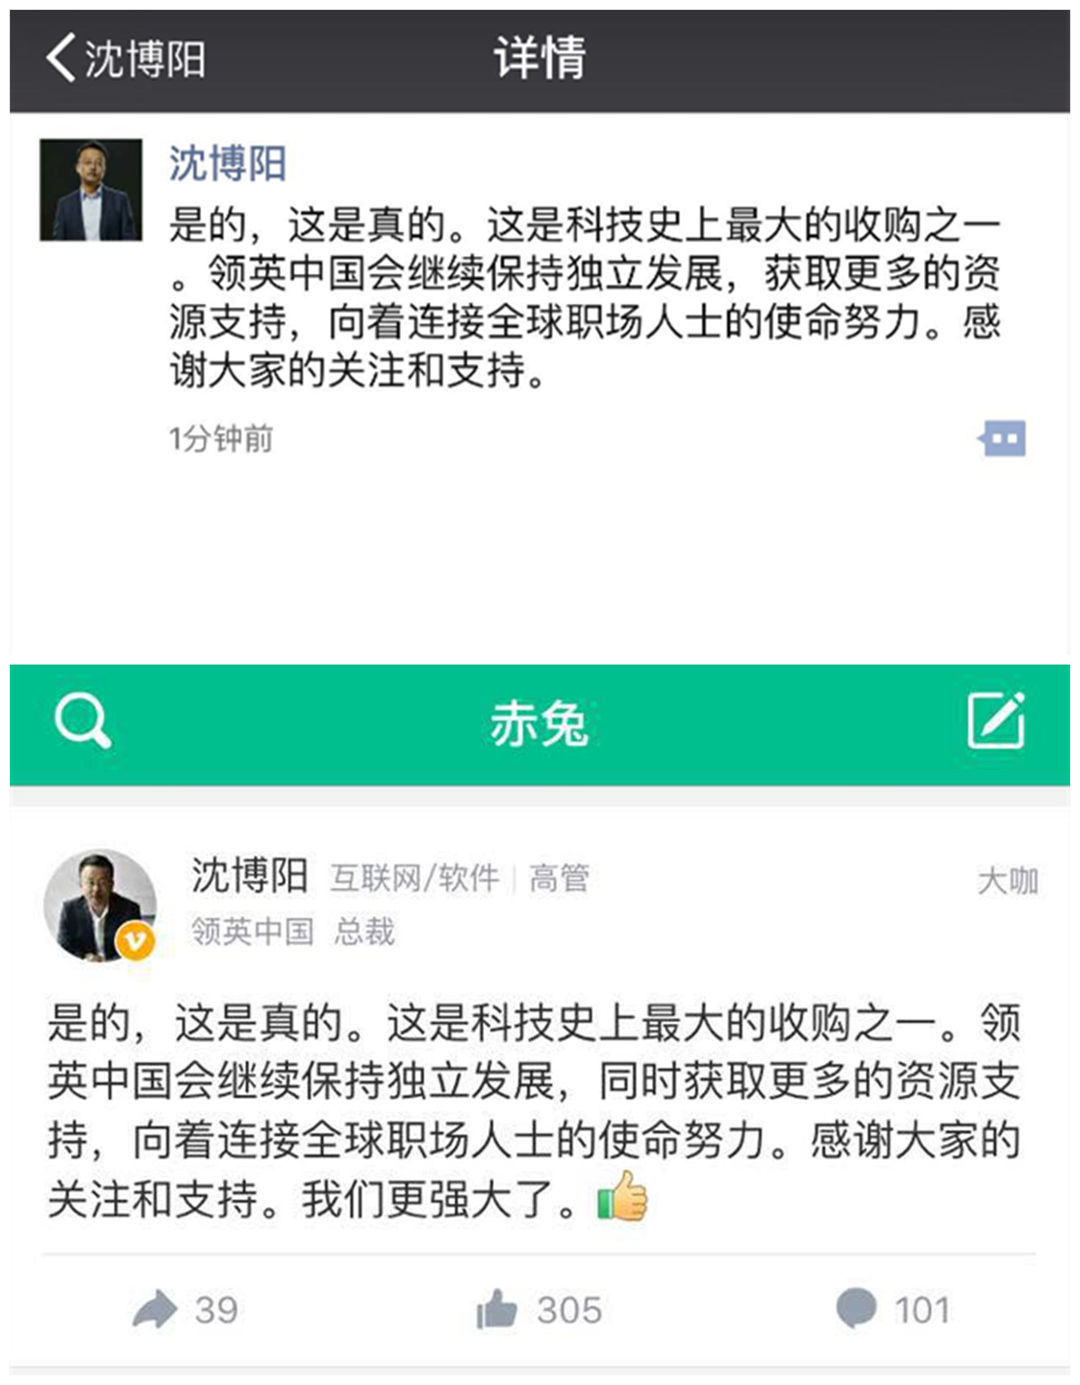 沈博阳
详情
沈博阳
是的，这是真的。这是科技史上最大的收购之一
。领英中国会继续保持独立发展，获取更多的资
源支持，向着连接全球职场人士的使命努力。感
谢大家的关注和支持。
1分钟前
赤兔
沈博阳 互联网/软件 | 高管
大咖
领英中国 总裁
是的，这是真的。这是科技史上最大的收购之一。领
英中国会继续保持独立发展，同时获取更多的资源支
持，向着连接全球职场人士的使命努力。感谢大家的
关注和支持。我们更强大了。
39 305 101